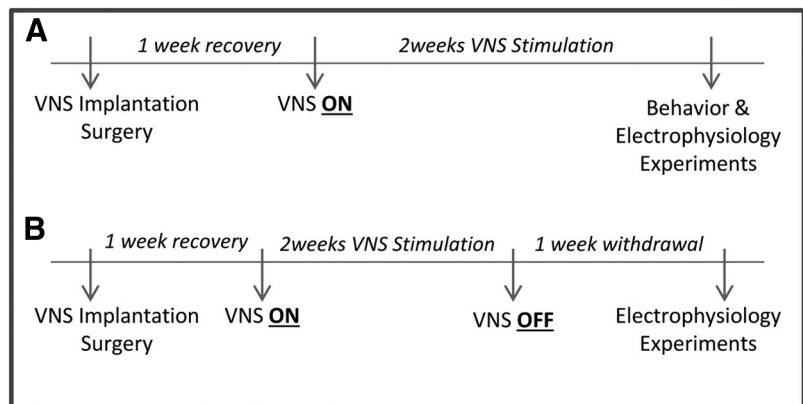 A
1 week recovery 2weeks VNS Stimulation
VNS Implantation
Surgery
VNS ON
Behavior &
Electrophysiology
Experiments
B
1 week recovery 2weeks VNS Stimulation 1 week withdrawal
VNS Implantation
Surgery
VNS ON
VNS OFF
Electrophysiology
Experiments